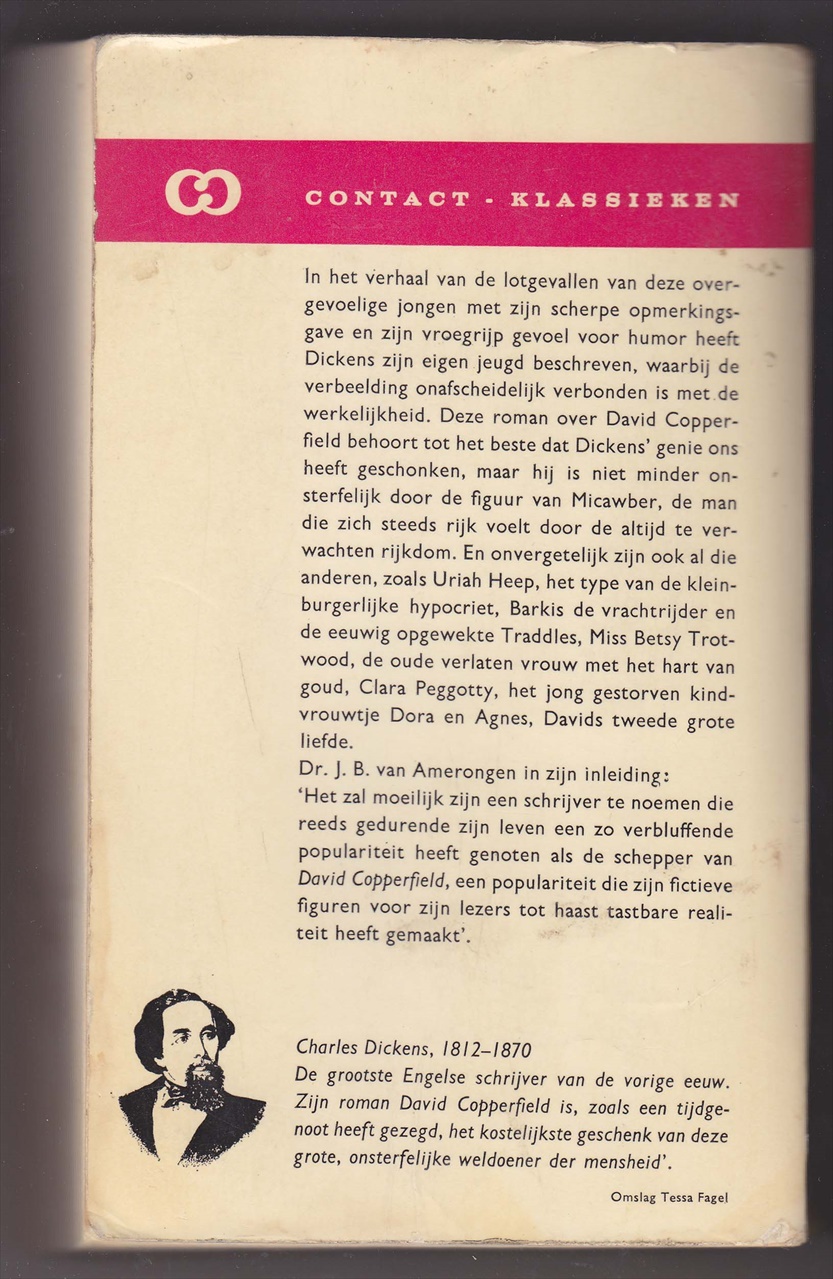 CONTACT - KLASSIEKEN
In het verhaal van de lotgevallen van deze over-
gevoelige jongen met zijn scherpe opmerkings-
gave en zijn vroegrijp gevoel voor humor heeft
Dickens zijn eigen jeugd beschreven, waarbij de
verbeelding onafscheidelijk verbonden is met de
werkelijkheid. Deze roman over David Copper-
field behoort tot het beste dat Dickens' genie ons
heeft geschonken, maar hij is niet minder on-
sterfelijk door de figuur van Micawber, de man
die zich steeds rijk voelt door de altijd te ver-
wachten rijkdom. En onvergetelijk zijn ook al die
anderen, zoals Uriah Heep, het type van de klein-
burgerlijke hypocriet, Barkis de vrachtrijder en
de eeuwig opgewekte Traddles, Miss Betsy Trot-
wood, de oude verlaten vrouw met het hart van
goud, Clara Peggotty, het jong gestorven kind-
vrouwtje Dora en Agnes, Davids tweede grote
liefde.
Dr. J. B. van Amerongen in zijn inleiding:
'Het zal moeilijk zijn een schrijver te noemen die
reeds gedurende zijn leven een zo verbluffende
populariteit heeft genoten als de schepper van
David Copperfield, een populariteit die zijn fictieve
figuren voor zijn lezers tot haast tastbare reali-
teit heeft gemaakt'.
Charles Dickens, 1812–1870
De grootste Engelse schrijver van de vorige eeuw.
Zijn roman David Copperfield is, zoals een tijdge-
noot heeft gezegd, het kostelijkste geschenk van deze
grote, onsterfelijke weldoener der mensheid'.
Omslag Tessa Fagel